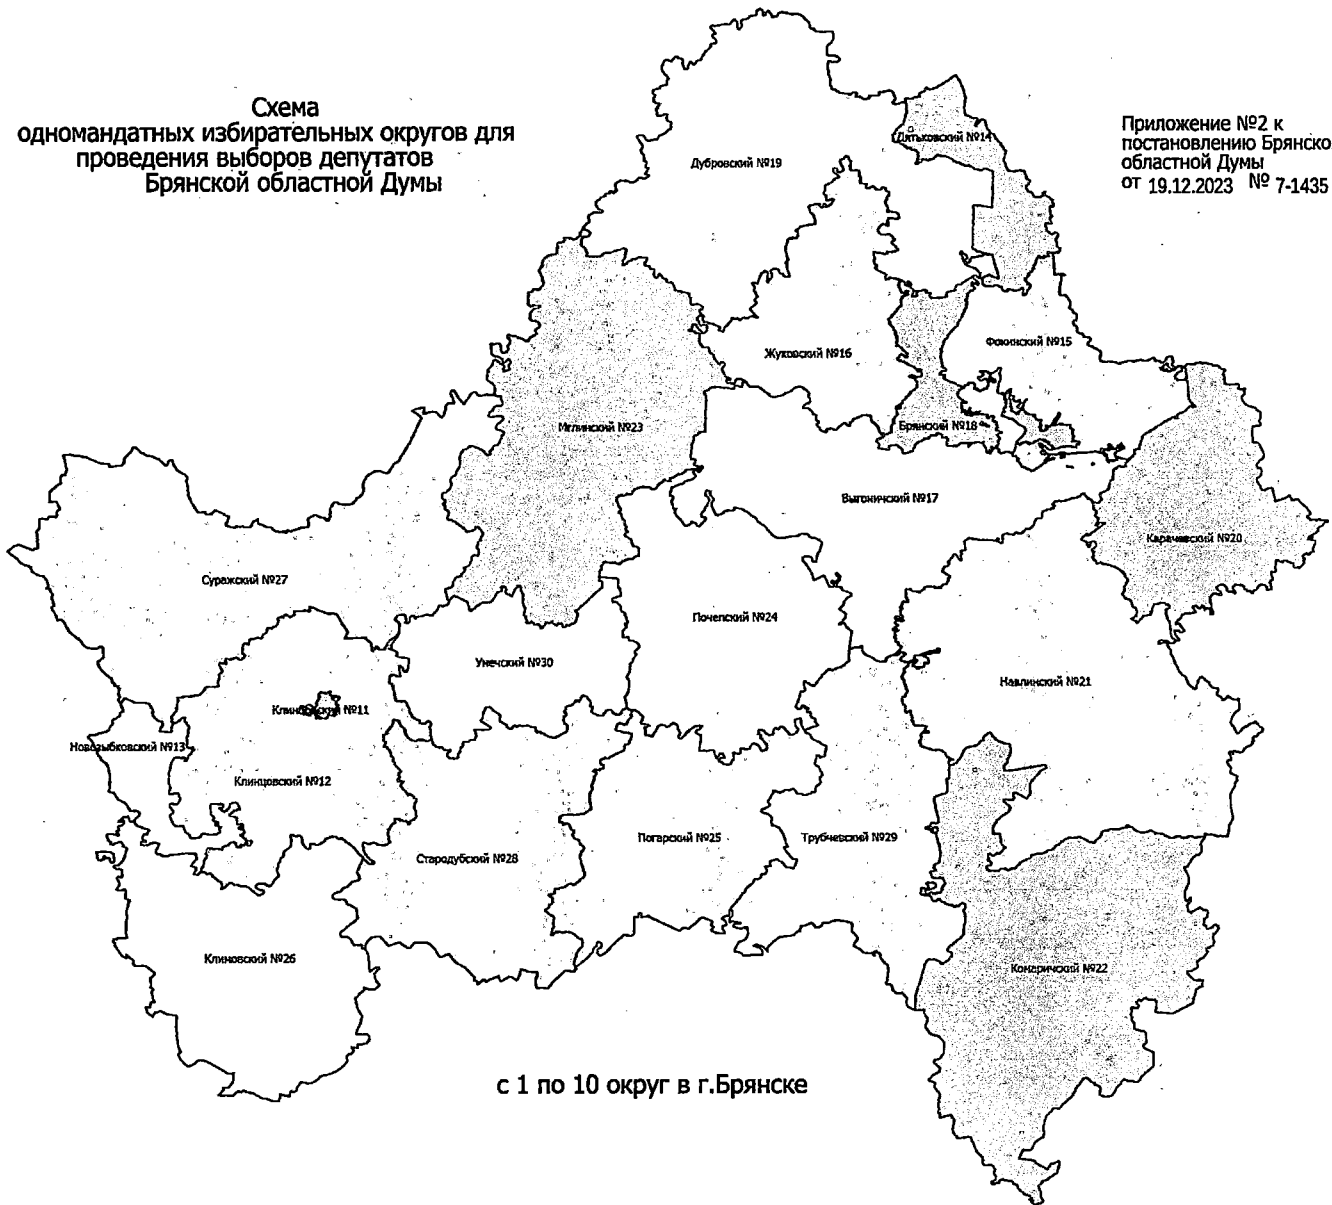 Схема
одномандатных избирательных округов для
проведения выборов депутатов
Брянской областной Думы
Приложение №2 к
постановлению Брянско
областной Думы
от 19.12.2023 № 7-1435
Дятьковский №14
Дубровский №19
Фокинский №15
Жуковский №16
Брянский №18
Мглинский №23
Выгоничский №17
Карачевский №20
Суражский №27
Почепский №24
Унечский №30
Навлинский №21
Клинцовский №11
Новозыбковский №13
Клинцовский №12
Погарский №25
Трубчевский №29
Стародубский №28
Климовский №26
Комаричский №22
с 1 по 10 округ в г.Брянске